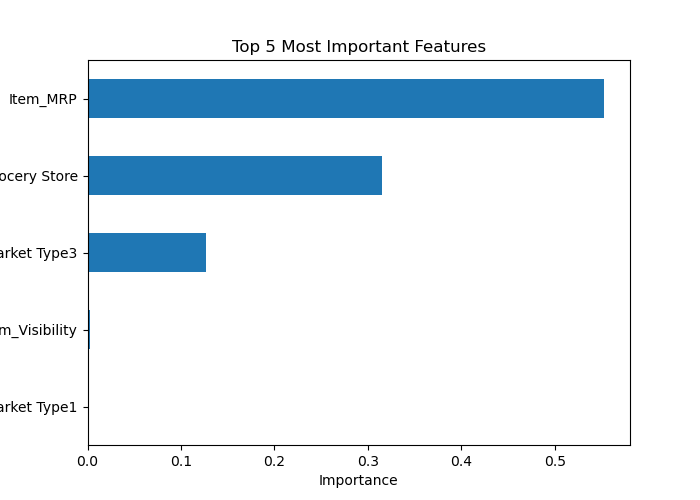 Top 5 Most Important Features
Item_MRP
ocery Store
arket Type3
m_Visibility
arket Type1
0.0 0.1 0.2 0.3 0.4 0.5
Importance